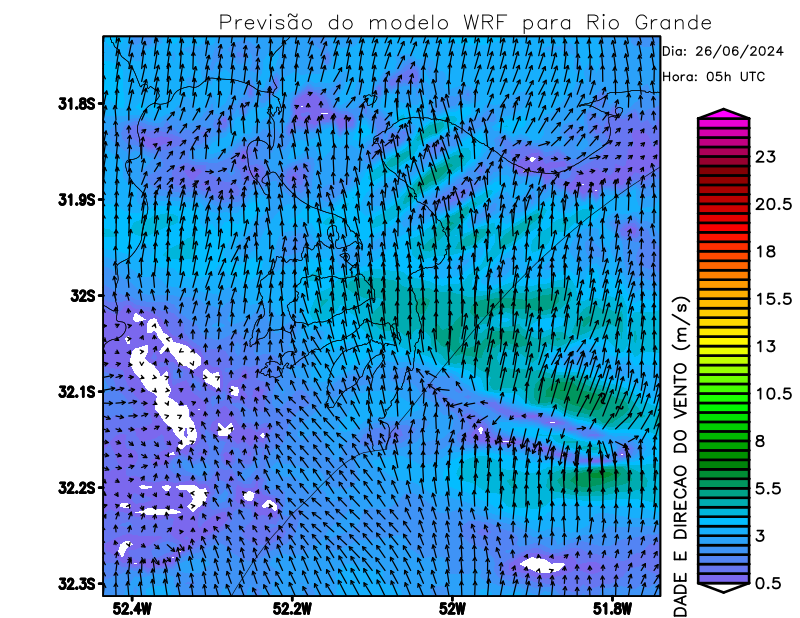 Previsão do modelo WRF para Rio Grande
Dia: 26/06/2024
Hora: 05h UTC
31.8S
31.9S
32S
32.1S
32.2S
32.3S
52.4W
52.2W
52W
51.8W
DADE E DIRECAO DO VENTO (m/s)
23
20.5
18
15.5
13
10.5
8
5.5
3
0.5